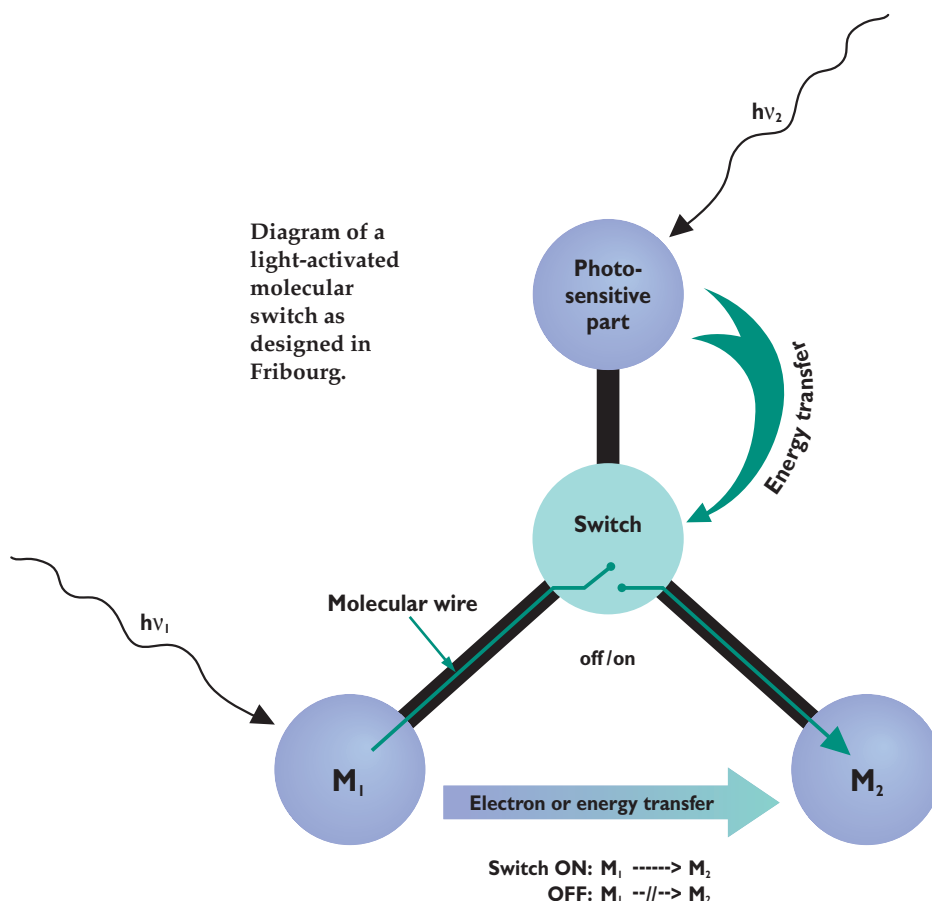 hν₂
Diagram of a
light-activated
molecular
switch as
designed in
Fribourg.
Photo-
sensitive
part
Energy transfer
Switch
Molecular wire
hν₁
off/on
M₁
M₂
Electron or energy transfer
Switch ON: M₁ ------> M₂
OFF: M₁ --//--> M₂